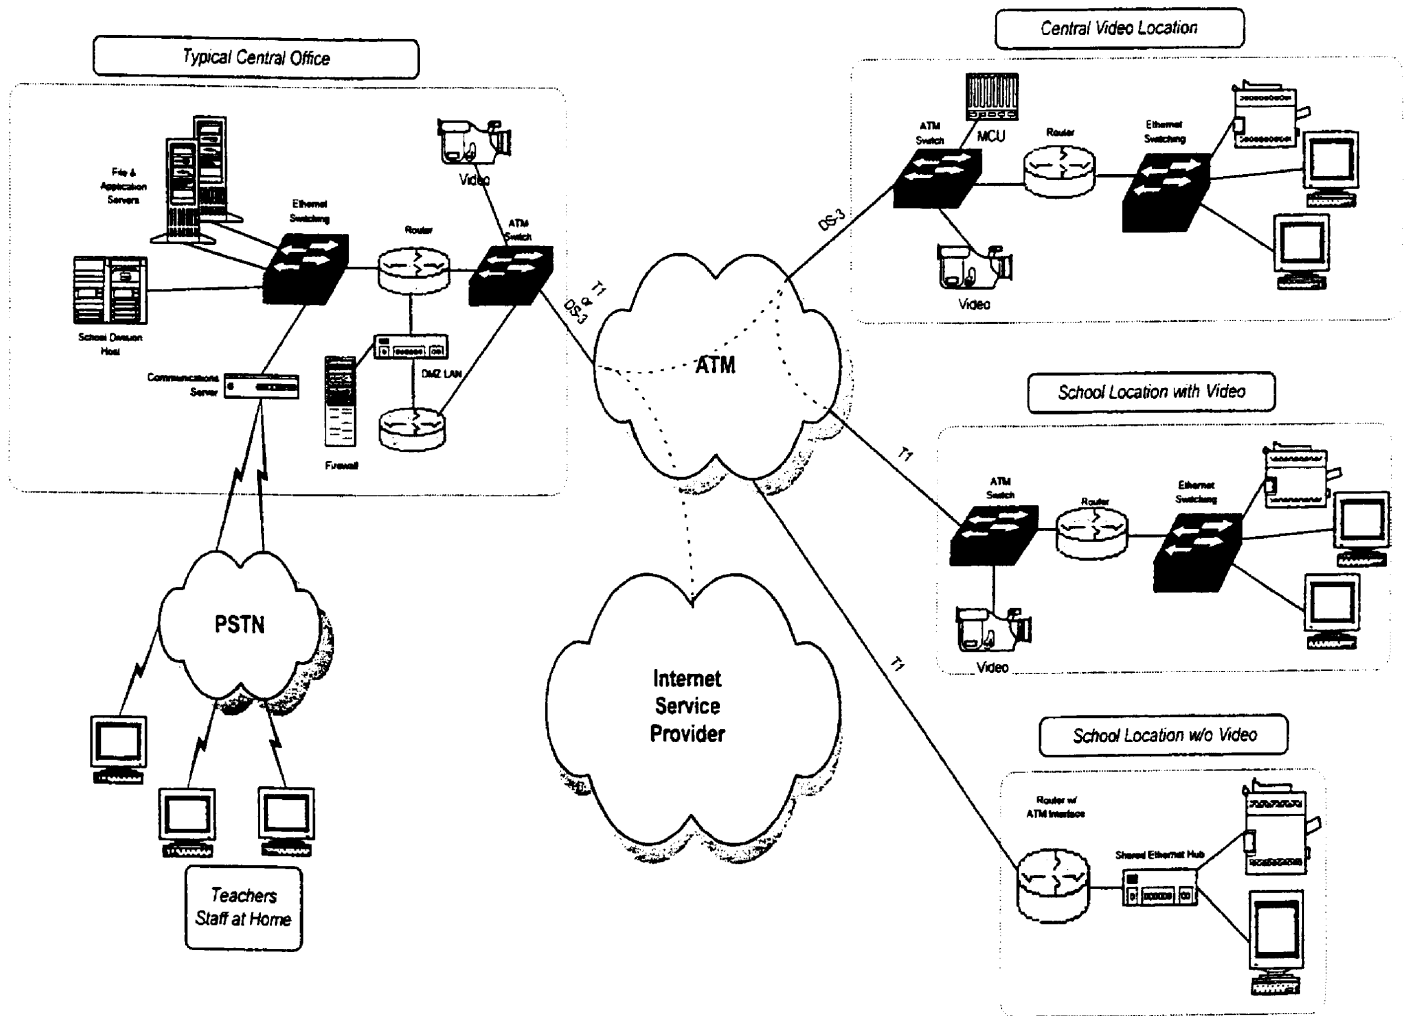 Typical Central Office
Central Video Location
File &
Application
Servers
Ethernet
Switching
Router
Video
ATM
Switch
School Division
Host
Communications
Server
DMZ LAN
Firewall
T1
or
DS-3
ATM
DS-3
ATM
Switch
MCU
Router
Ethernet
Switching
Video
School Location with Video
T1
ATM
Switch
Router
Ethernet
Switching
Video
PSTN
Internet
Service
Provider
T1
School Location w/o Video
Router w/
ATM Interface
Shared Ethernet Hub
Teachers
Staff at Home